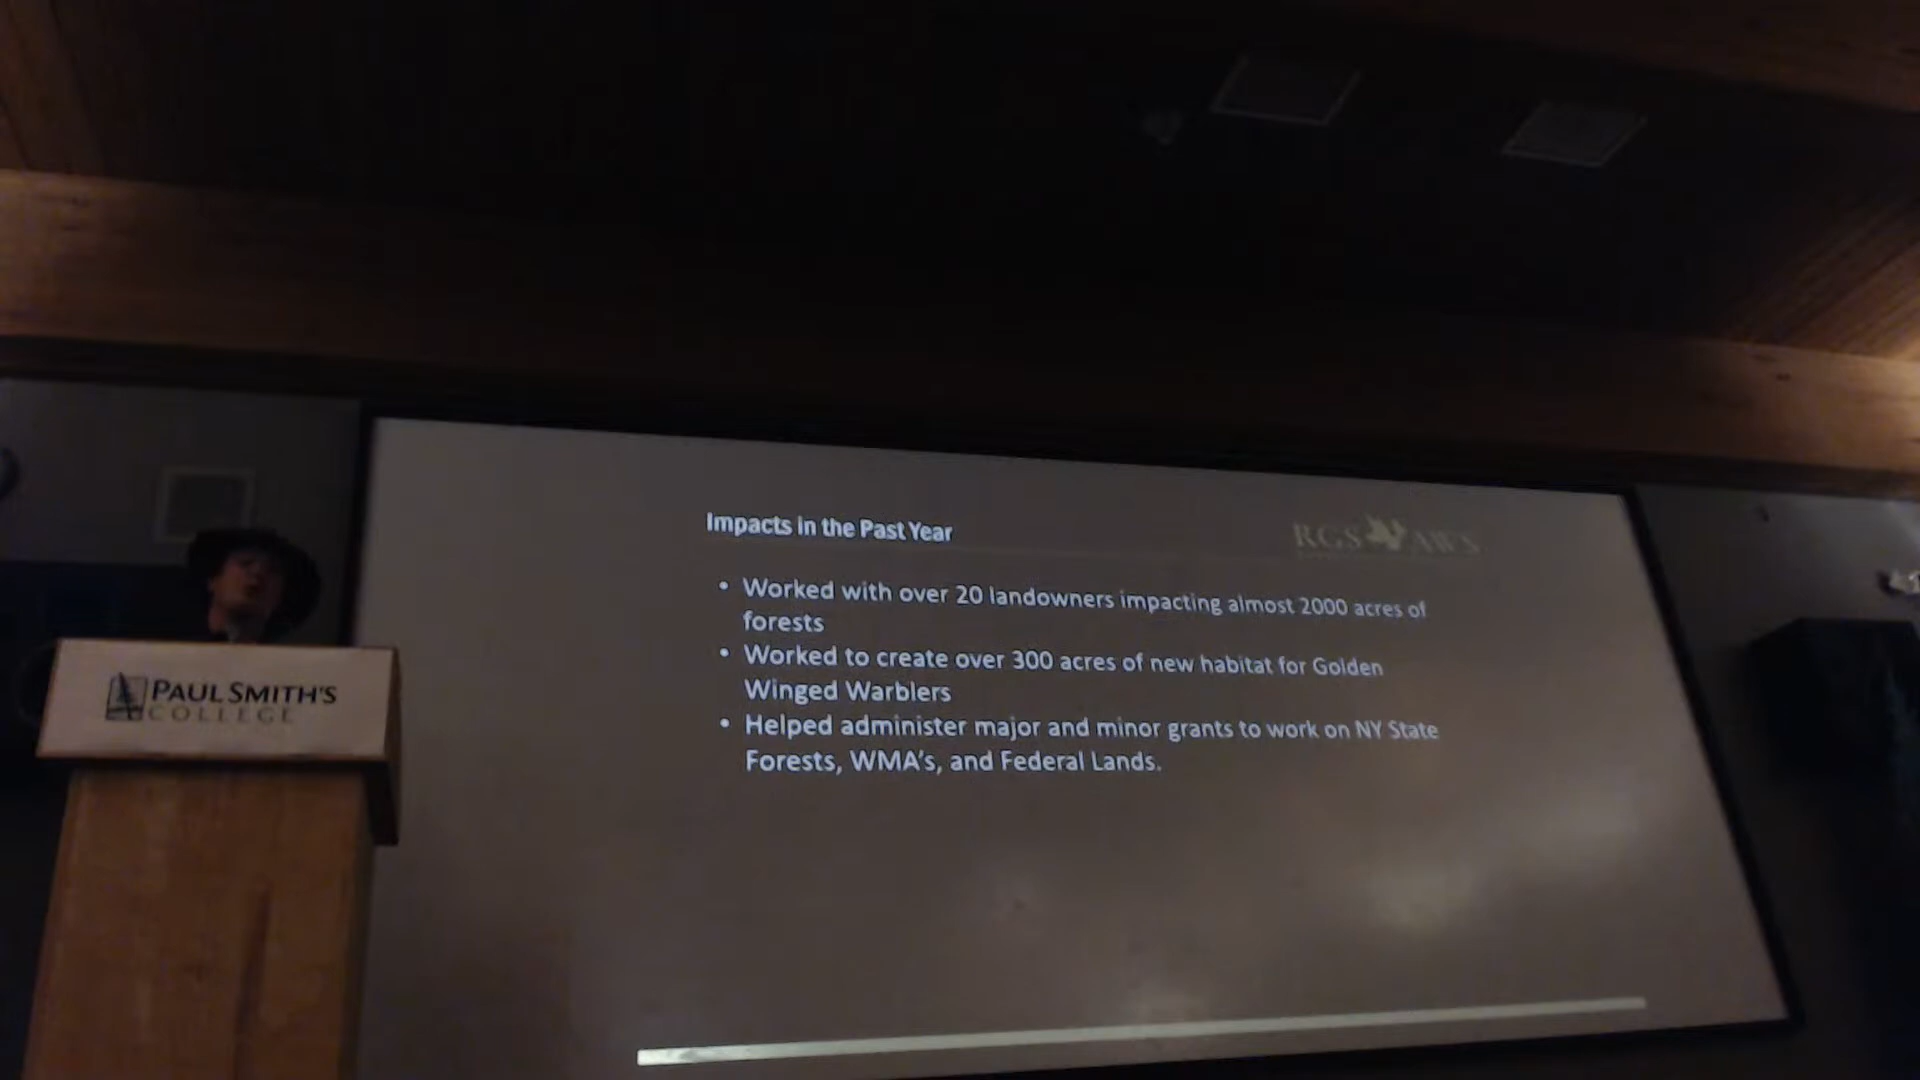 Impacts in the Past Year
RGS AWS
• Worked with over 20 landowners impacting almost 2000 acres of
forests
• Worked to create over 300 acres of new habitat for Golden
Winged Warblers
• Helped administer major and minor grants to work on NY State
Forests, WMA's, and Federal Lands.
PAUL SMITH'S
COLLEGE